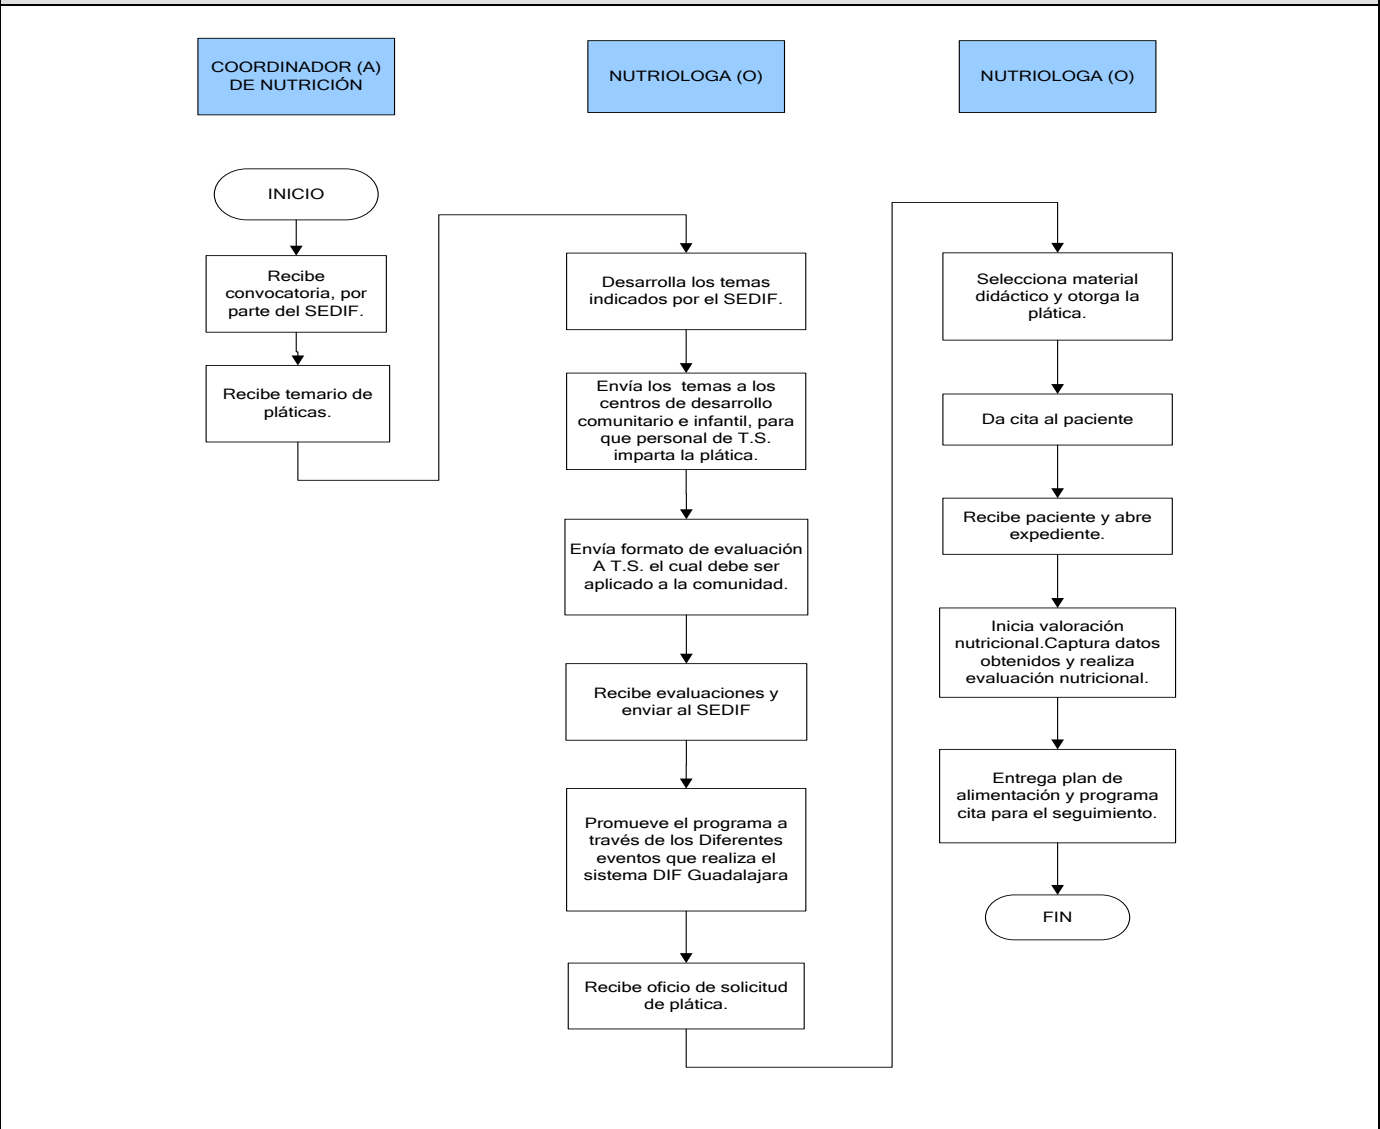 COORDINADOR (A)
DE NUTRICIÓN
NUTRIOLOGA (O)
NUTRIOLOGA (O)
INICIO
Recibe
convocatoria, por
parte del SEDIF.
Recibe temario de
pláticas.
Desarrolla los temas
indicados por el SEDIF.
Envía los  temas a los
centros de desarrollo
comunitario e infantil, para
que personal de T.S.
imparta la plática.
Envía formato de evaluación
A T.S. el cual debe ser
aplicado a la comunidad.
Recibe evaluaciones y
enviar al SEDIF
Promueve el programa a
través de los Diferentes
eventos que realiza el
sistema DIF Guadalajara
Recibe oficio de solicitud
de plática.
Selecciona material
didáctico y otorga la
plática.
Da cita al paciente
Recibe paciente y abre
expediente.
Inicia valoración
nutricional.Captura datos
obtenidos y realiza
evaluación nutricional.
Entrega plan de
alimentación y programa
cita para el seguimiento.
FIN